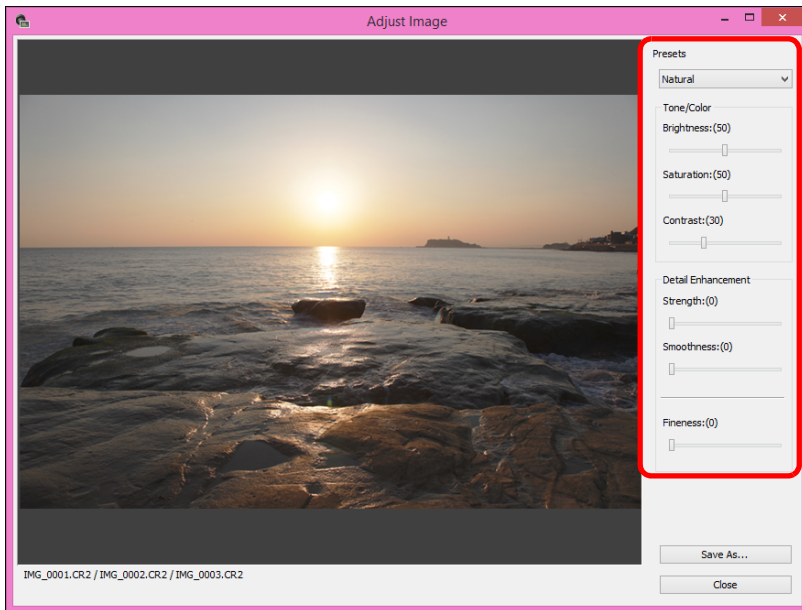 Adjust Image
Presets
Natural
Tone/Color
Brightness:(50)
Saturation:(50)
Contrast:(30)
Detail Enhancement
Strength:(0)
Smoothness:(0)
Fineness:(0)
Save As...
Close
IMG_0001.CR2 / IMG_0002.CR2 / IMG_0003.CR2